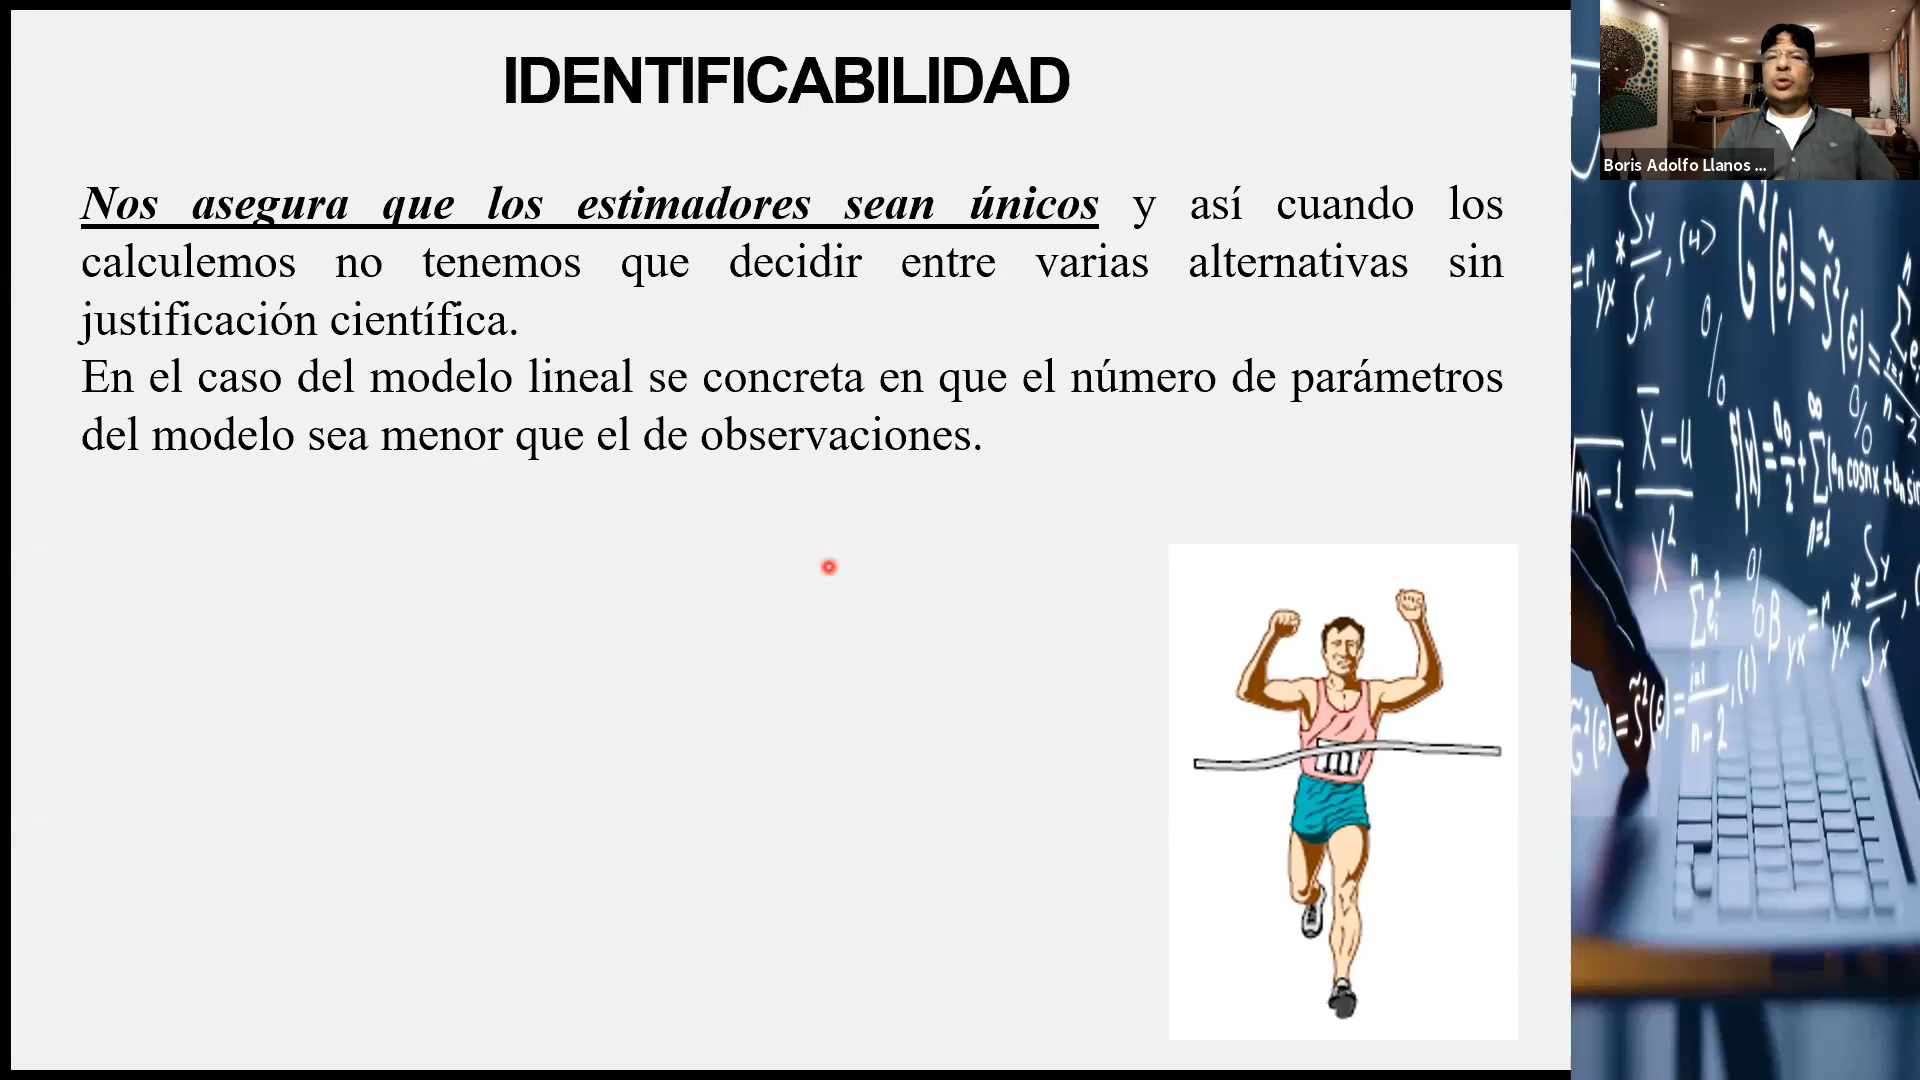 IDENTIFICABILIDAD
Nos asegura que los estimadores sean únicos y así cuando los
calculemos no tenemos que decidir entre varias alternativas sin
justificación científica.
En el caso del modelo lineal se concreta en que el número de parámetros
del modelo sea menor que el de observaciones.
Boris Adolfo Llanos ...